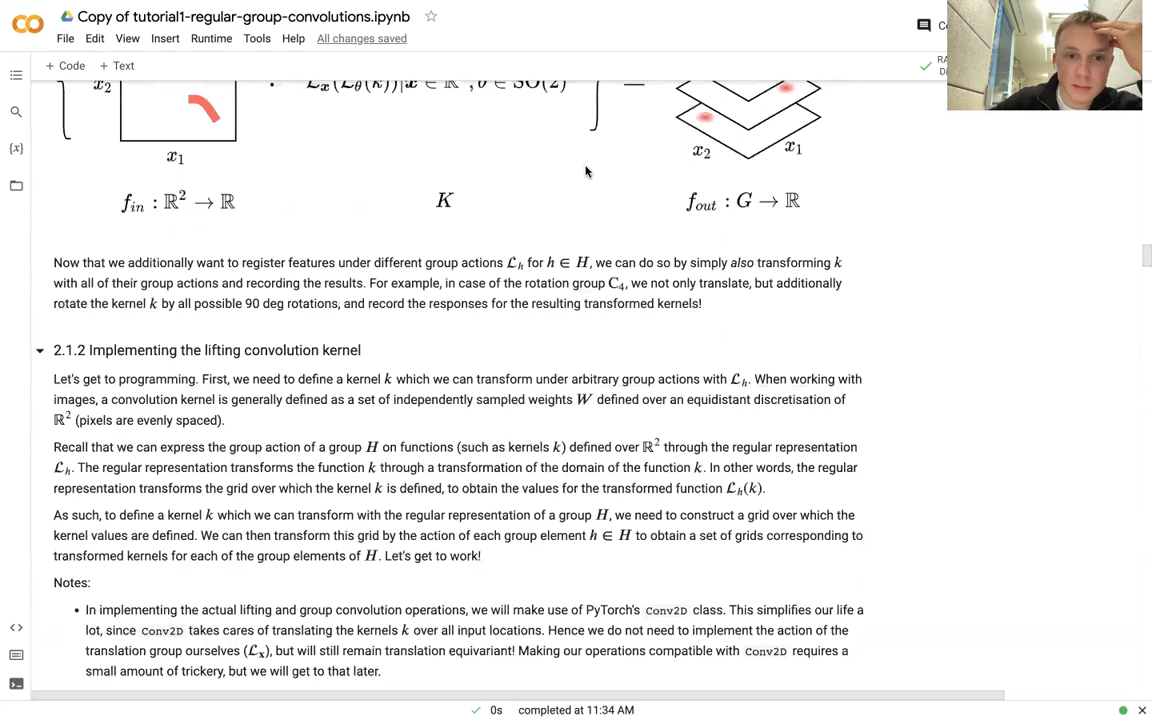 Copy of tutorial1-regular-group-convolutions.ipynb
File Edit View Insert Runtime Tools Help All changes saved
+ Code + Text
x₂
ℒₓ(ℒ_θ(k))|x ∈ ℝ , θ ∈ SO(2)
x₂ x₁
x₁
f_in : ℝ² → ℝ K f_out : G → ℝ
Now that we additionally want to register features under different group actions ℒₕ for h ∈ H, we can do so by simply also transforming k
with all of their group actions and recording the results. For example, in case of the rotation group C₄, we not only translate, but additionally
rotate the kernel k by all possible 90 deg rotations, and record the responses for the resulting transformed kernels!
2.1.2 Implementing the lifting convolution kernel
Let's get to programming. First, we need to define a kernel k which we can transform under arbitrary group actions with ℒₕ. When working with
images, a convolution kernel is generally defined as a set of independently sampled weights W defined over an equidistant discretisation of
ℝ² (pixels are evenly spaced).
Recall that we can express the group action of a group H on functions (such as kernels k) defined over ℝ² through the regular representation
ℒₕ. The regular representation transforms the function k through a transformation of the domain of the function k. In other words, the regular
representation transforms the grid over which the kernel k is defined, to obtain the values for the transformed function ℒₕ(k).
As such, to define a kernel k which we can transform with the regular representation of a group H, we need to construct a grid over which the
kernel values are defined. We can then transform this grid by the action of each group element h ∈ H to obtain a set of grids corresponding to
transformed kernels for each of the group elements of H. Let's get to work!
Notes:
• In implementing the actual lifting and group convolution operations, we will make use of PyTorch's Conv2D class. This simplifies our life a
lot, since Conv2D takes cares of translating the kernels k over all input locations. Hence we do not need to implement the action of the
translation group ourselves (ℒₓ), but will still remain translation equivariant! Making our operations compatible with Conv2D requires a
small amount of trickery, but we will get to that later.
0s completed at 11:34 AM